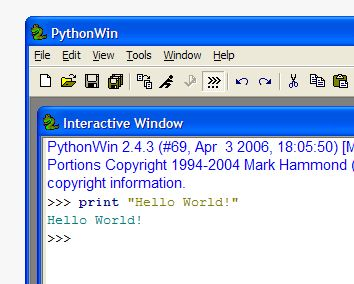 PythonWin
File Edit View Tools Window Help
Interactive Window
PythonWin 2.4.3 (#69, Apr  3 2006, 18:05:50) [M
Portions Copyright 1994-2004 Mark Hammond (
copyright information.
>>> print "Hello World!"
Hello World!
>>>